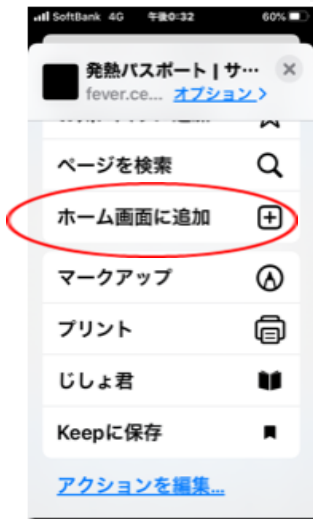 SoftBank 4G 午後0:32 60%
発熱パスポート | サ…
fever.ce... オプション >
ページを検索
ホーム画面に追加
マークアップ
プリント
じしょ君
Keepに保存
アクションを編集...